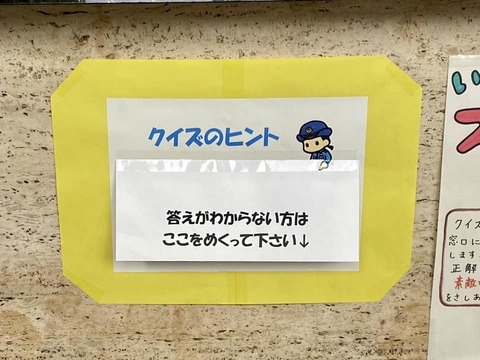 クイズのヒント
答えがわからない方は
ここをめくって下さい↓
い
クイズ
窓口に
します
正解
素敵
をさしあ